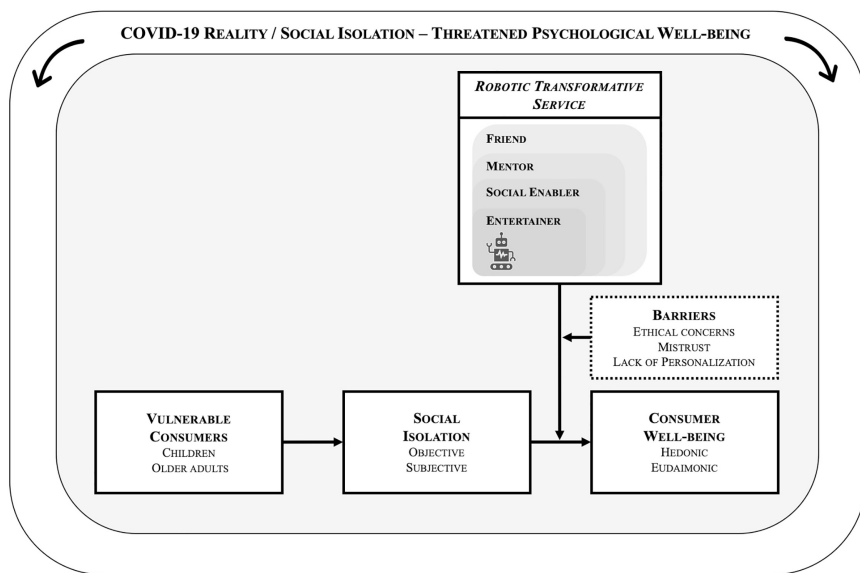 COVID-19 REALITY / SOCIAL ISOLATION – THREATENED PSYCHOLOGICAL WELL-BEING
ROBOTIC TRANSFORMATIVE
SERVICE
FRIEND
MENTOR
SOCIAL ENABLER
ENTERTAINER
BARRIERS
ETHICAL CONCERNS
MISTRUST
LACK OF PERSONALIZATION
VULNERABLE
CONSUMERS
CHILDREN
OLDER ADULTS
SOCIAL
ISOLATION
OBJECTIVE
SUBJECTIVE
CONSUMER
WELL-BEING
HEDONIC
EUDAIMONIC